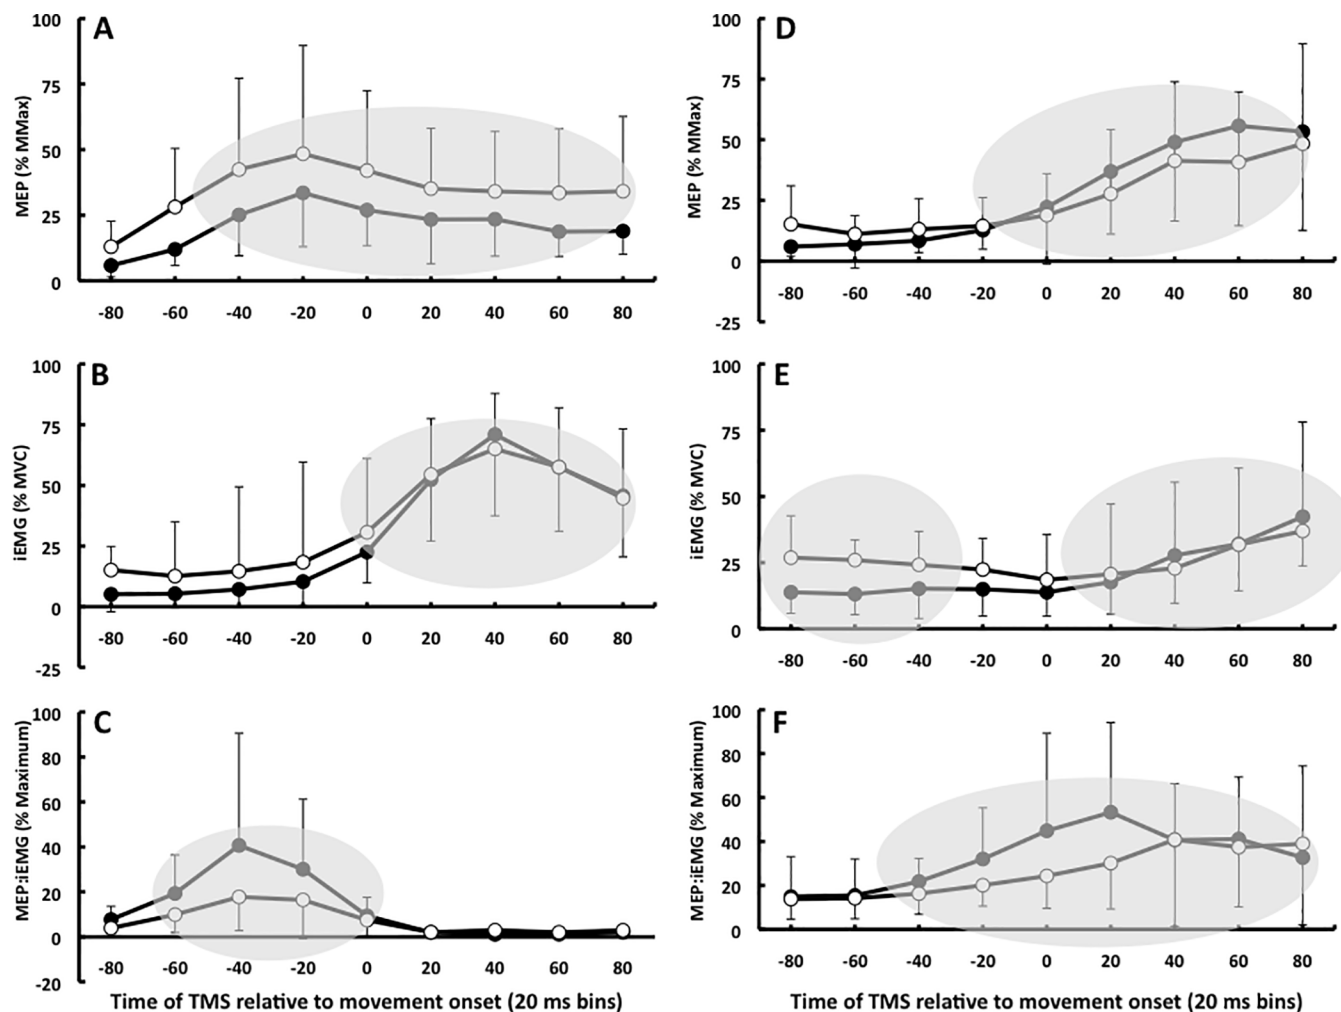 A
MEP (% MMax)
100
75
50
25
0
-80 -60 -40 -20 0 20 40 60 80
B
iEMG (% MVC)
100
75
50
25
0
-25
-80 -60 -40 -20 0 20 40 60 80
C
MEP:iEMG (% Maximum)
100
80
60
40
20
0
-20
-80 -60 -40 -20 0 20 40 60 80
Time of TMS relative to movement onset (20 ms bins)
D
MEP (% MMax)
100
75
50
25
0
-25
-80 -60 -40 -20 0 20 40 60 80
E
iEMG (% MVC)
100
75
50
25
0
-80 -60 -40 -20 0 20 40 60 80
F
MEP:iEMG (% Maximum)
100
80
60
40
20
0
-80 -60 -40 -20 0 20 40 60 80
Time of TMS relative to movement onset (20 ms bins)